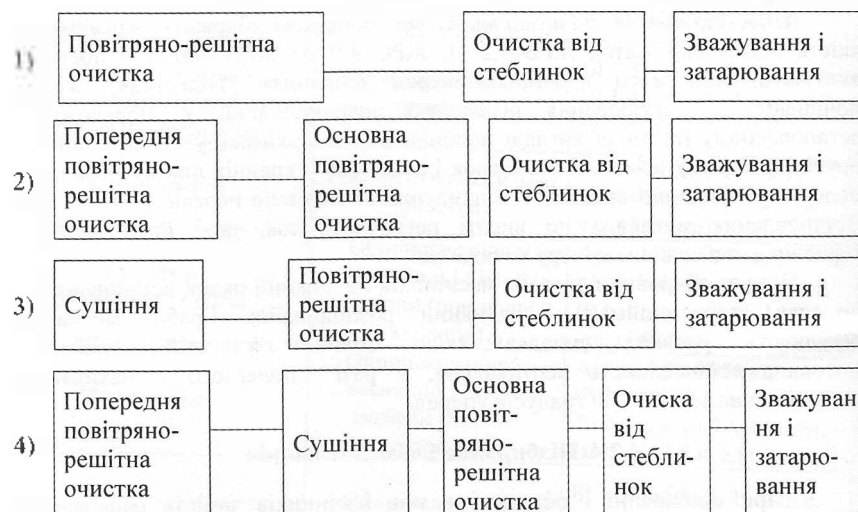 1)
Повітряно-решітна
очистка
Очистка від
стеблинок
Зважування і
затарювання
2)
Попередня
повітряно-
решітна
очистка
Основна
повітряно-
решітна
очистка
Очистка від
стеблинок
Зважування і
затарювання
3)
Сушіння
Повітряно-
решітна
очистка
Очистка від
стеблинок
Зважування і
затарювання
4)
Попередня
повітряно-
решітна
очистка
Сушіння
Основна
повіт-
ряно-
решітна
очистка
Очистка
від
стебли-
нок
Зважуван
ня і
затарю-
вання